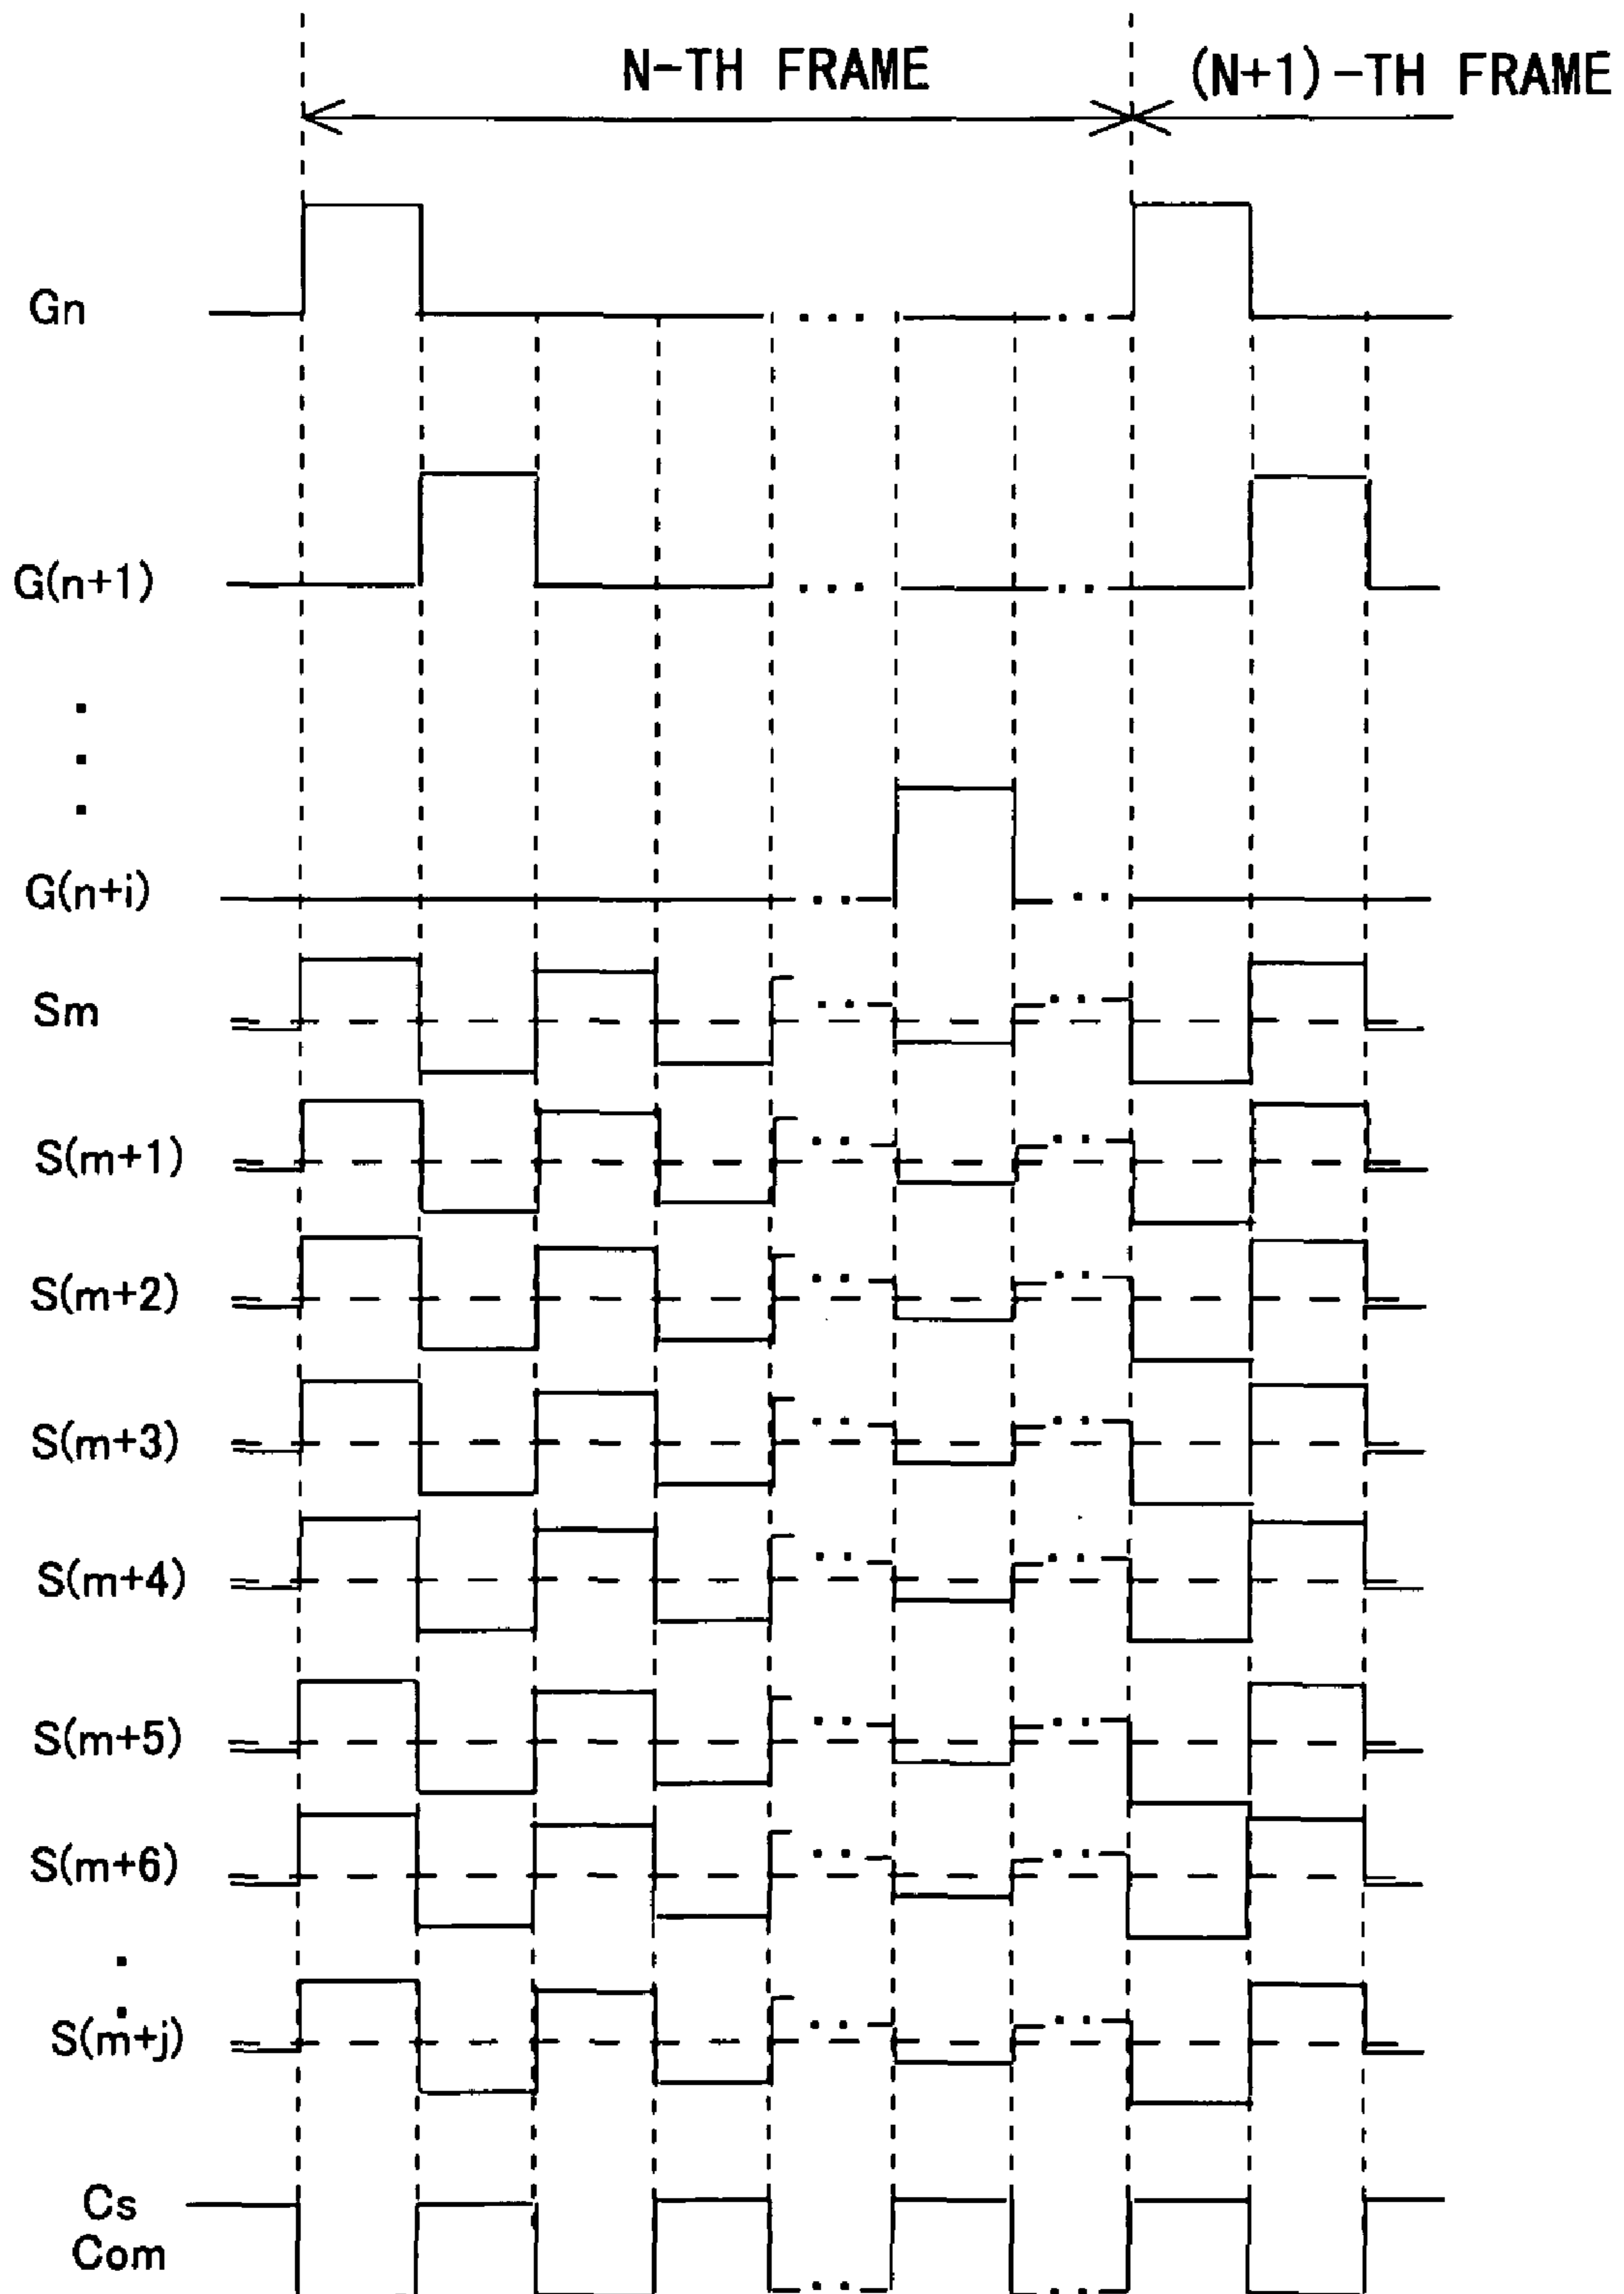 N-TH FRAME
(N+1)-TH FRAME
Gn
G(n+1)
G(n+i)
Sm
S(m+1)
S(m+2)
S(m+3)
S(m+4)
S(m+5)
S(m+6)
S(m+j)
Cs
Com